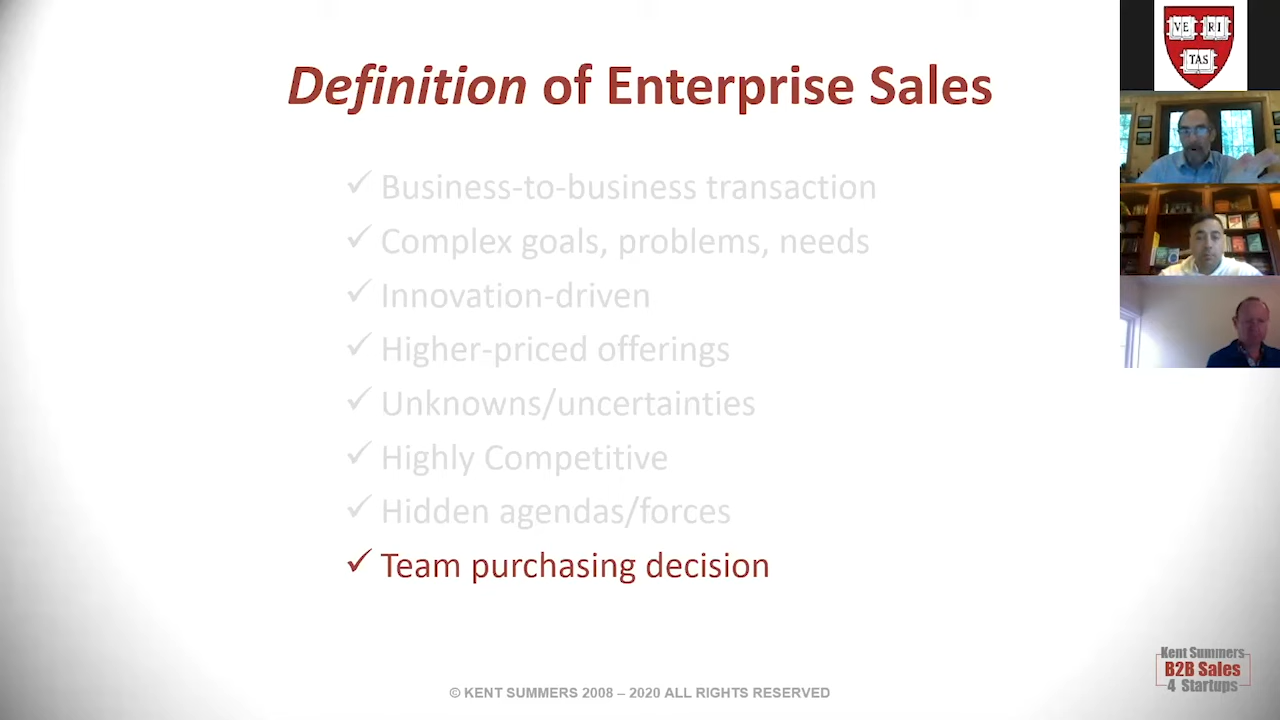 Definition of Enterprise Sales
✓ Business-to-business transaction
✓ Complex goals, problems, needs
✓ Innovation-driven
✓ Higher-priced offerings
✓ Unknowns/uncertainties
✓ Highly Competitive
✓ Hidden agendas/forces
✓ Team purchasing decision
VE RI
TAS
Kent Summers
B2B Sales
4 Startups
© KENT SUMMERS 2008 – 2020 ALL RIGHTS RESERVED